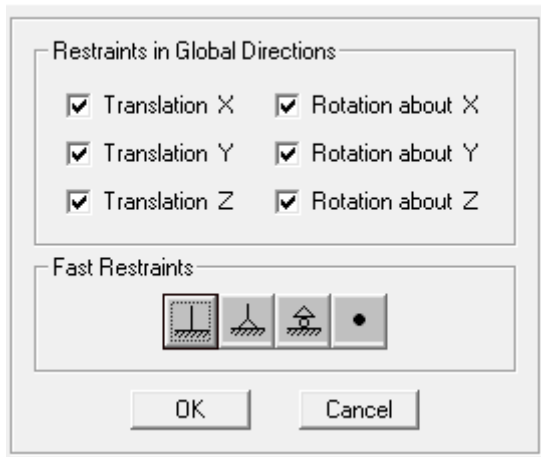 Restraints in Global Directions
Translation X Rotation about X
Translation Y Rotation about Y
Translation Z Rotation about Z
Fast Restraints
OK Cancel